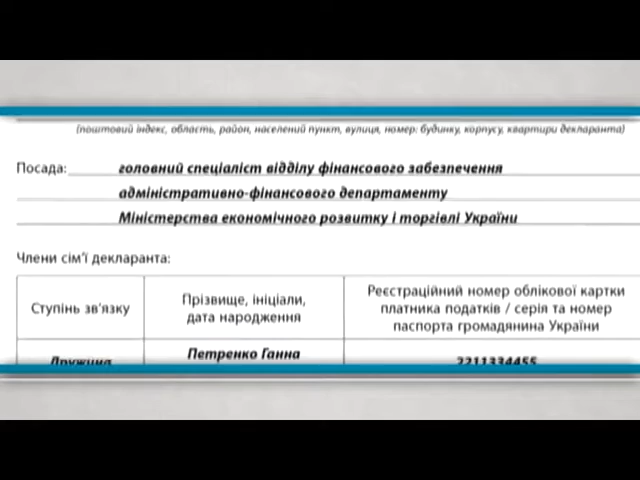 (поштовий індекс, область, район, населений пункт, вулиця, номер: будинку, корпусу, квартири декларанта)
Посада: головний спеціаліст відділу фінансового забезпечення
адміністративно-фінансового департаменту
Міністерства економічного розвитку і торгівлі України
Члени сім'ї декларанта:
Ступінь зв'язку
Прізвище, ініціали,
дата народження
Реєстраційний номер облікової картки
платника податків / серія та номер
паспорта громадянина України
Дружина
Петренко Ганна
2211334455